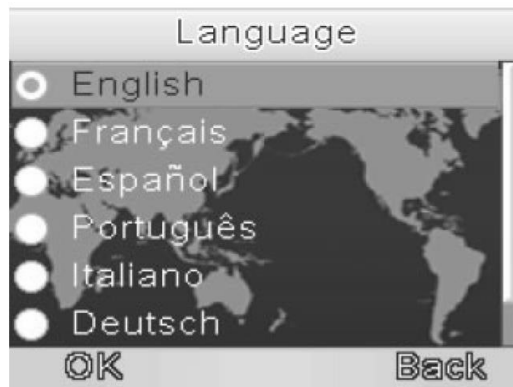 Language
English
Français
Español
Português
Italiano
Deutsch
OK Back